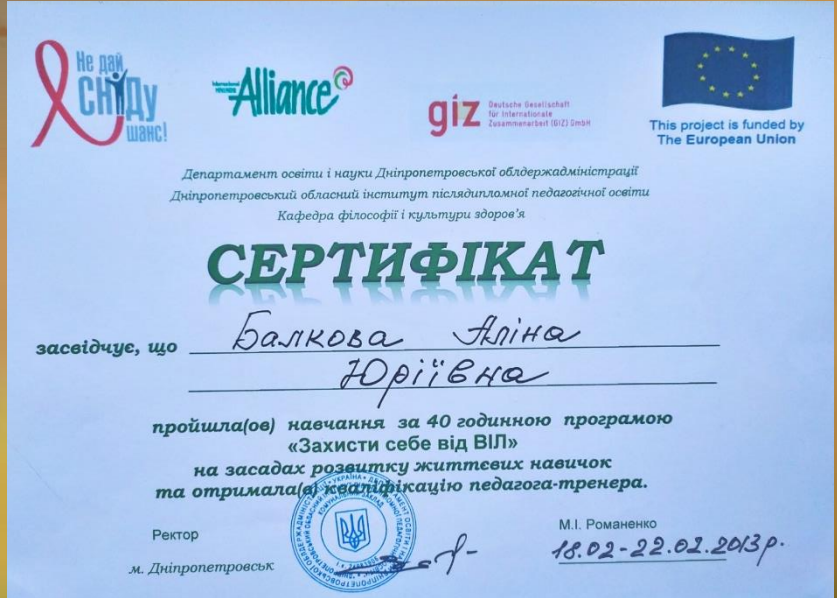 Не дай
СНІДу
шанс!
International
HIV/AIDS
Alliance
giz Deutsche Gesellschaft
für Internationale
Zusammenarbeit (GIZ) GmbH
This project is funded by
The European Union
Департамент освіти і науки Дніпропетровської облдержадміністрації
Дніпропетровський обласний інститут післядипломної педагогічної освіти
Кафедра філософії і культури здоров'я
СЕРТИФІКАТ
засвідчує, що Балкова Аліна
Юріївна
пройшла(ов) навчання за 40 годинною програмою
«Захисти себе від ВІЛ»
на засадах розвитку життєвих навичок
та отримала(в) кваліфікацію педагога-тренера.
Ректор
М.І. Романенко
м. Дніпропетровськ
18.02-22.02.2013р.